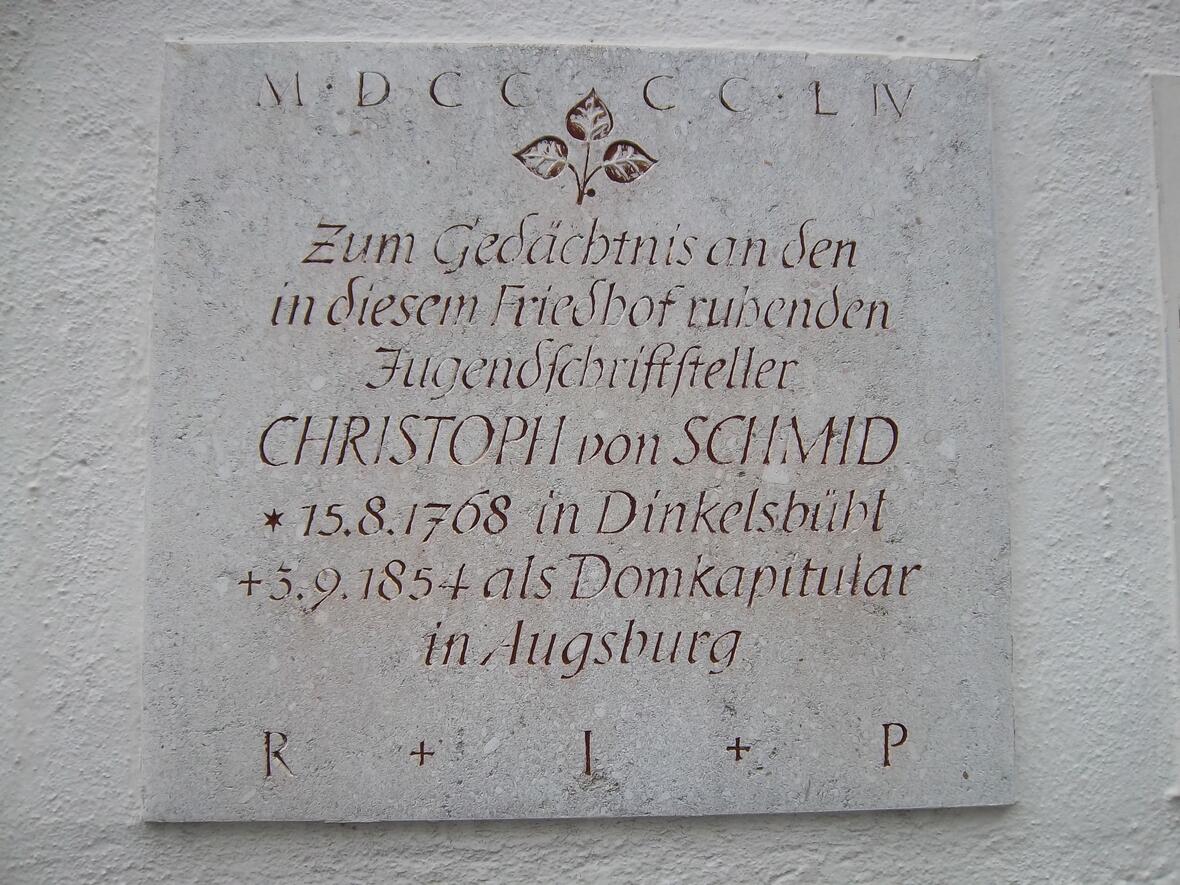 M·DCC CC·LIV
Zum Gedächtnis an den
in diesem Friedhof ruhenden
Jugendſchriftſteller
CHRISTOPH von SCHMID
* 15.8.1768 in Dinkelsbühl
+3.9.1854 als Domkapitular
in Augsburg
R + I + P